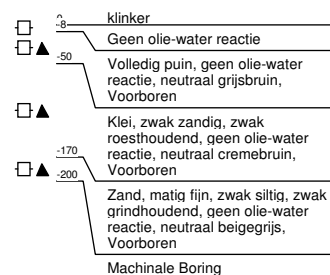 0
klinker
-8
Geen olie-water reactie
-50
Volledig puin, geen olie-water
reactie, neutraal grijsbruin,
Voorboren
Klei, zwak zandig, zwak
roesthoudend, geen olie-water
reactie, neutraal cremebruin,
Voorboren
-170
-200
Zand, matig fijn, zwak siltig, zwak
grindhoudend, geen olie-water
reactie, neutraal beigegrijs,
Voorboren
Machinale Boring